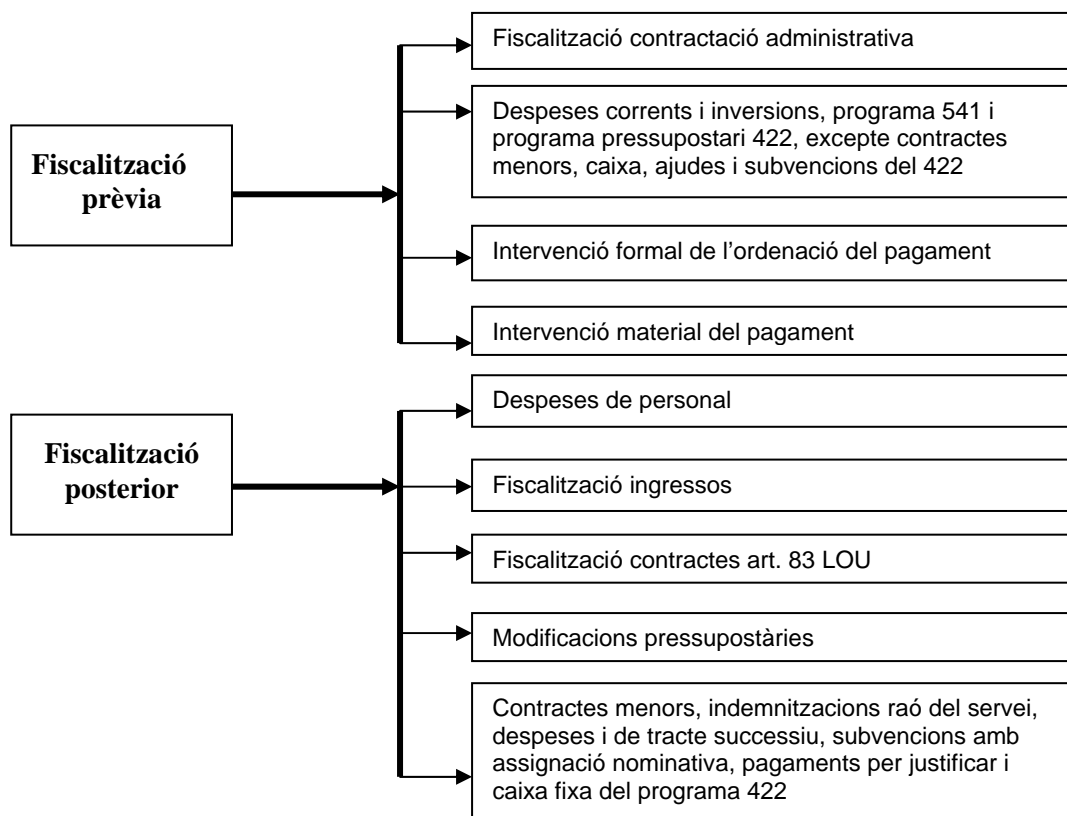 Fiscalització contractació administrativa
Despeses corrents i inversions, programa 541 i
programa pressupostari 422, excepte contractes
menors, caixa, ajudes i subvencions del 422
Fiscalització
prèvia
Intervenció formal de l’ordenació del pagament
Intervenció material del pagament
Despeses de personal
Fiscalització
posterior
Fiscalització ingressos
Fiscalització contractes art. 83 LOU
Modificacions pressupostàries
Contractes menors, indemnitzacions raó del servei,
despeses i de tracte successiu, subvencions amb
assignació nominativa, pagaments per justificar i
caixa fixa del programa 422